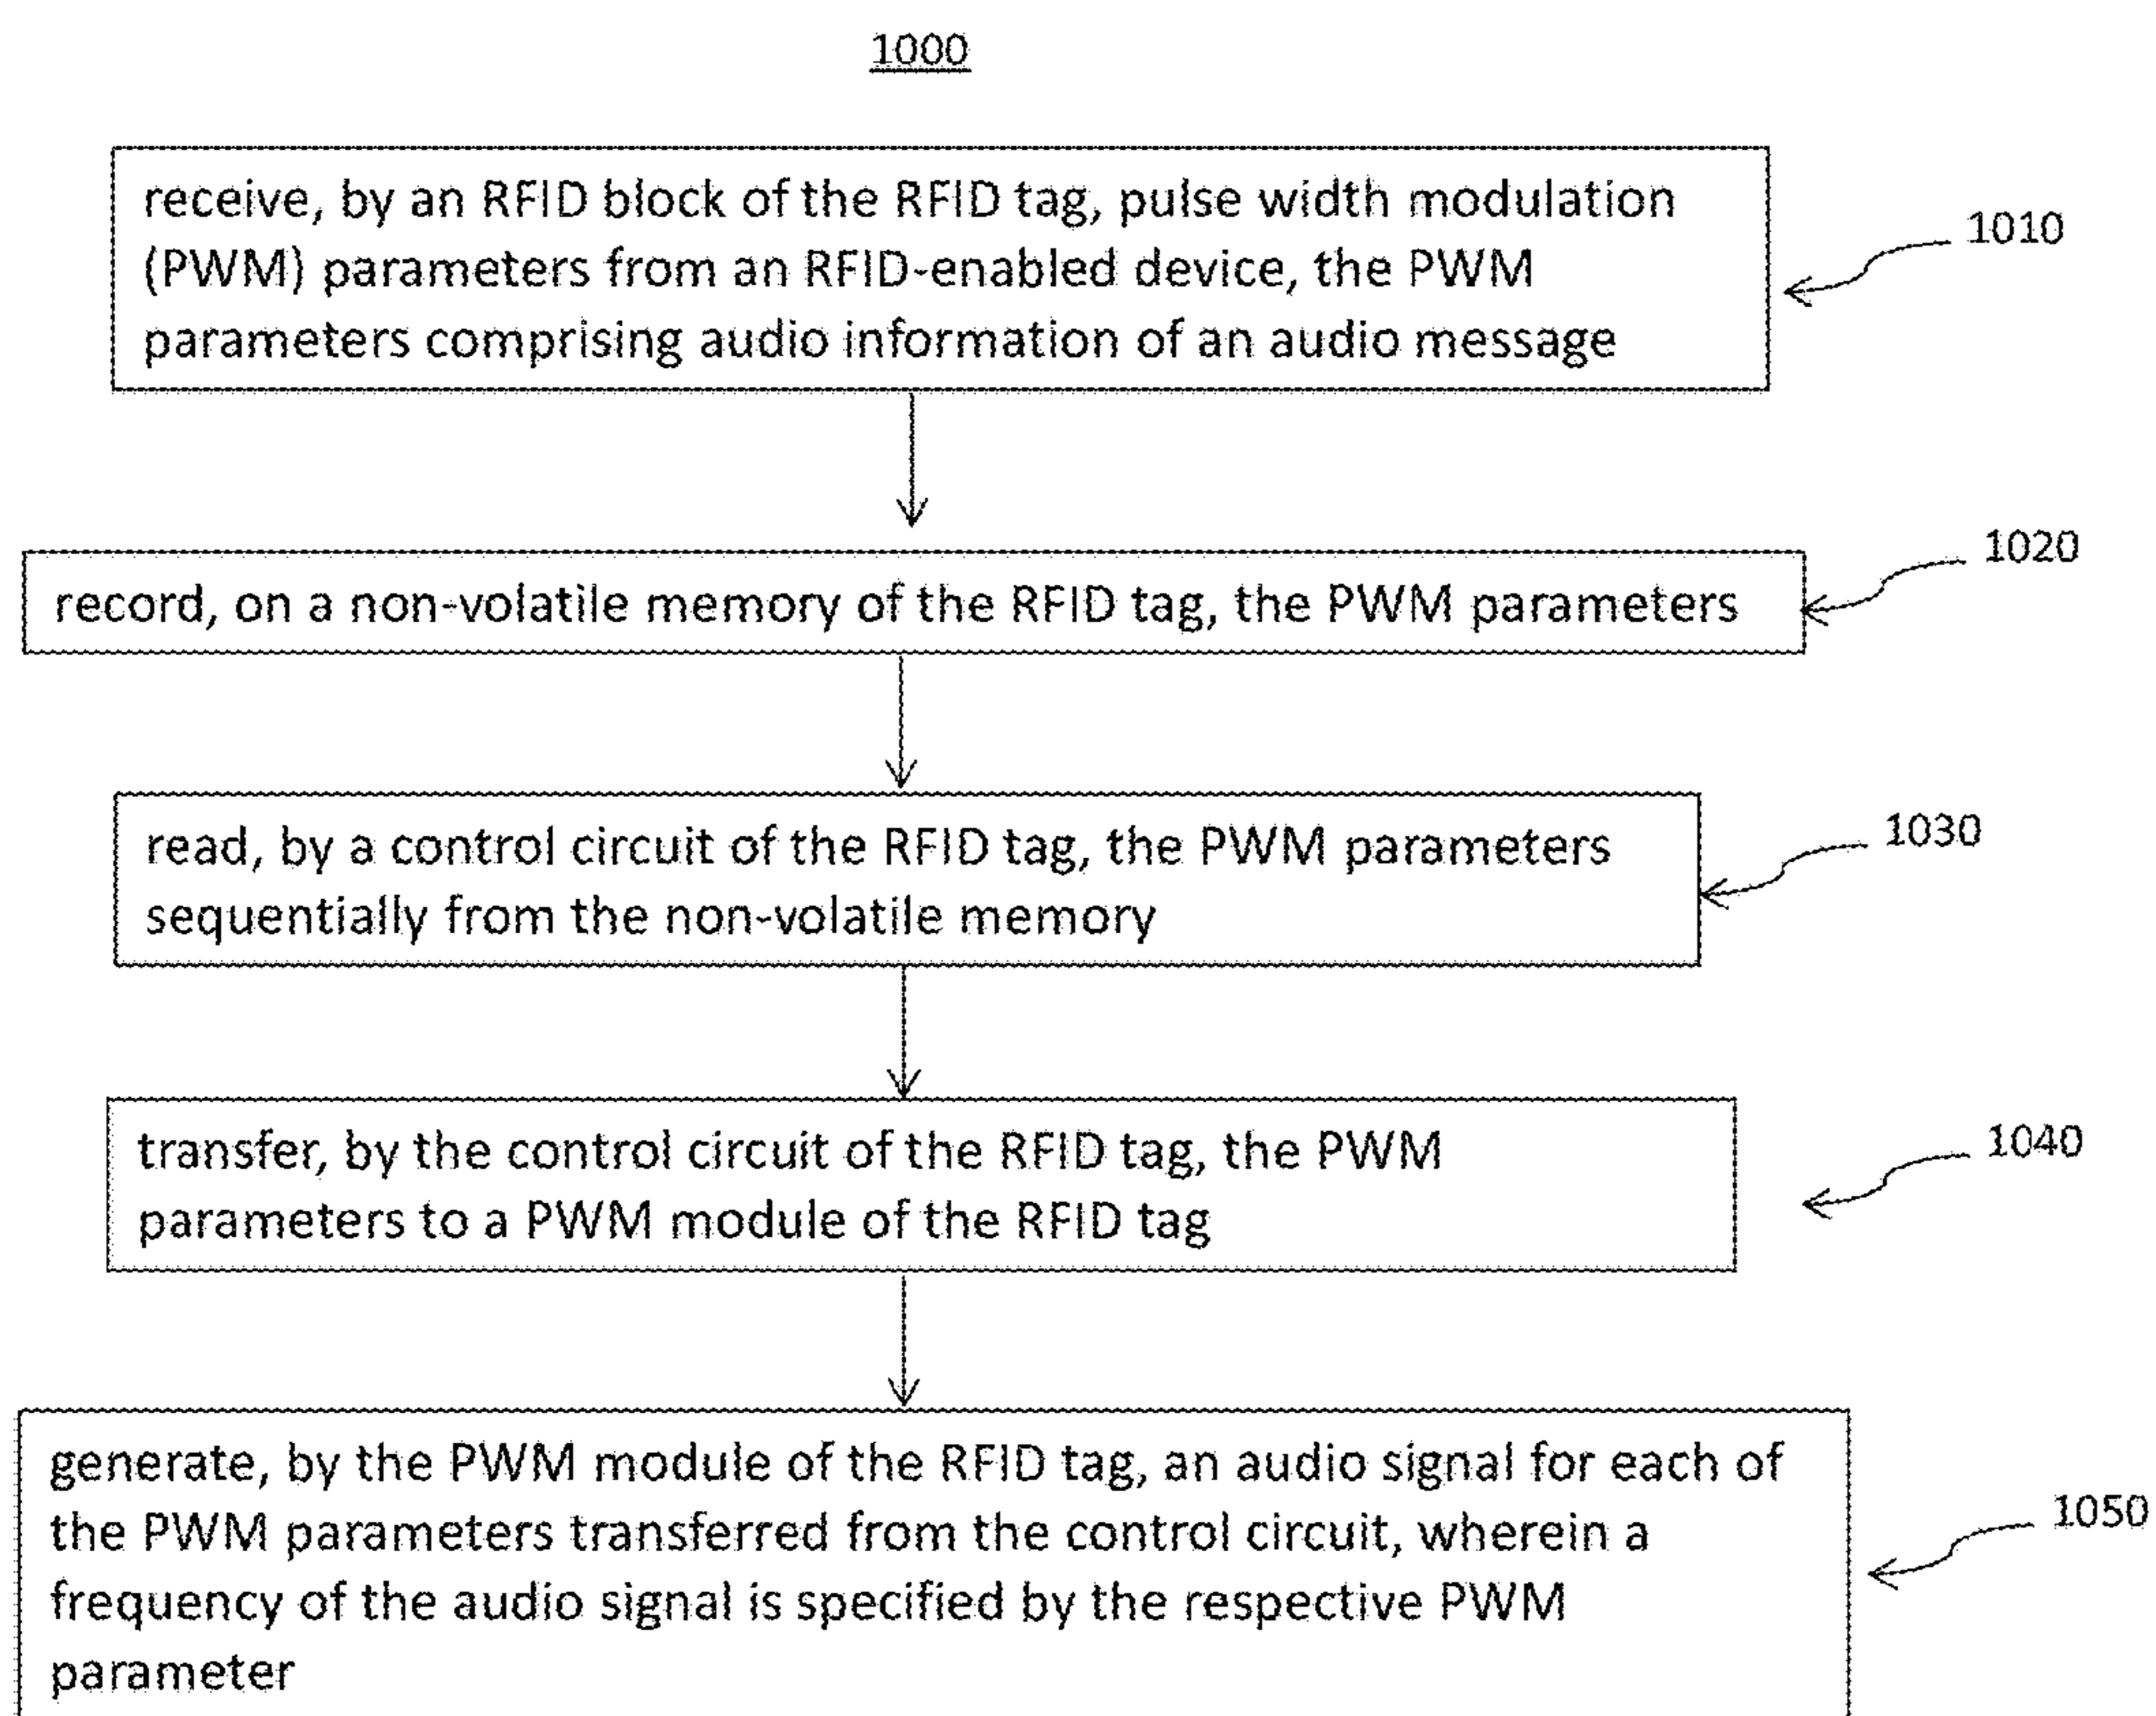 1000
receive, by an RFID block of the RFID tag, pulse width modulation
(PWM) parameters from an RFID-enabled device, the PWM
parameters comprising audio information of an audio message
1010
record, on a non-volatile memory of the RFID tag, the PWM parameters
1020
read, by a control circuit of the RFID tag, the PWM parameters
sequentially from the non-volatile memory
1030
transfer, by the control circuit of the RFID tag, the PWM
parameters to a PWM module of the RFID tag
1040
generate, by the PWM module of the RFID tag, an audio signal for each of
the PWM parameters transferred from the control circuit, wherein a
frequency of the audio signal is specified by the respective PWM
parameter
1050